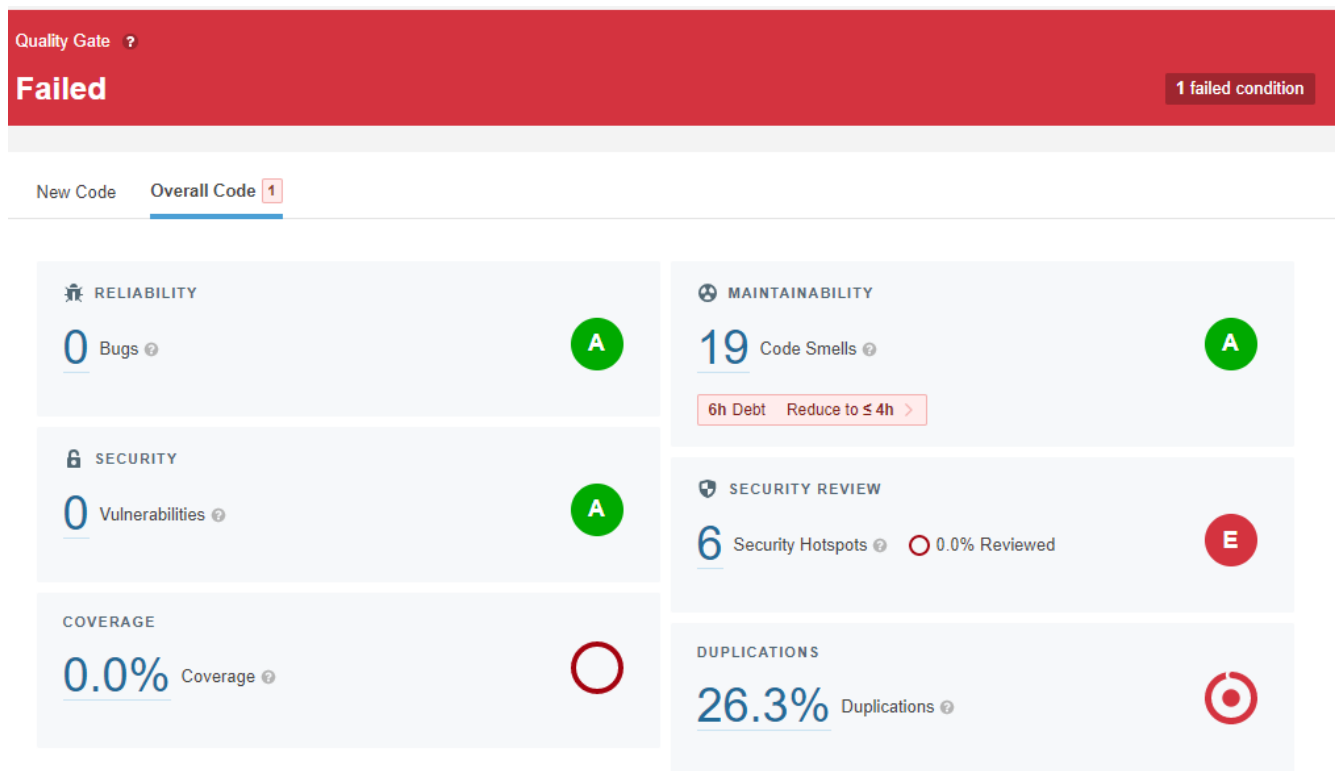 Quality Gate ?
Failed
1 failed condition
New Code
Overall Code 1
RELIABILITY
0 Bugs ?
A
MAINTAINABILITY
19 Code Smells ?
A
6h Debt Reduce to ≤ 4h >
SECURITY
0 Vulnerabilities ?
A
SECURITY REVIEW
6 Security Hotspots ? 0.0% Reviewed
E
COVERAGE
0.0% Coverage ?
DUPLICATIONS
26.3% Duplications ?